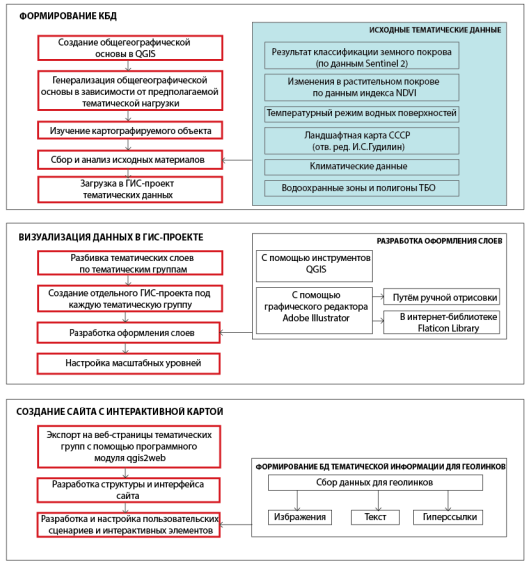 ФОРМИРОВАНИЕ КБД
Создание общегеографической
основы в QGIS
Генерализация общегеографической
основы в зависимости от предполагаемой
тематической нагрузки
Изучение картографируемого объекта
Сбор и анализ исходных материалов
Загрузка в ГИС-проект
тематических данных
ИСХОДНЫЕ ТЕМАТИЧЕСКИЕ ДАННЫЕ
Результат классификации земного покрова
(по данным Sentinel 2)
Изменения в растительном покрове
по данным индекса NDVI
Температурный режим водных поверхностей
Ландшафтная карта СССР
(отв. ред. И.С.Гудилин)
Климатические данные
Водоохранные зоны и полигоны ТБО
ВИЗУАЛИЗАЦИЯ ДАННЫХ В ГИС-ПРОЕКТЕ
Разбивка тематических слоев
по тематическим группам
Создание отдельного ГИС-проекта под
каждую тематическую группу
Разработка оформления слоев
Настройка масштабных уровней
РАЗРАБОТКА ОФОРМЛЕНИЯ СЛОЕВ
С помощью инструментов
QGIS
С помощью
графического редактора
Adobe Illustrator
Путём ручной отрисовки
В интернет-библиотеке
Flaticon Library
СОЗДАНИЕ САЙТА С ИНТЕРАКТИВНОЙ КАРТОЙ
Экспорт на веб-страницы тематических
групп с помощью программного
модуля qgis2web
Разработка структуры и интерфейса
сайта
Разработка и настройка пользовательских
сценариев и интерактивных элементов
ФОРМИРОВАНИЕ БД ТЕМАТИЧЕСКОЙ ИНФОРМАЦИИ ДЛЯ ГЕОЛИНКОВ
Сбор данных для геолинков
Избражения
Текст
Гиперссылки